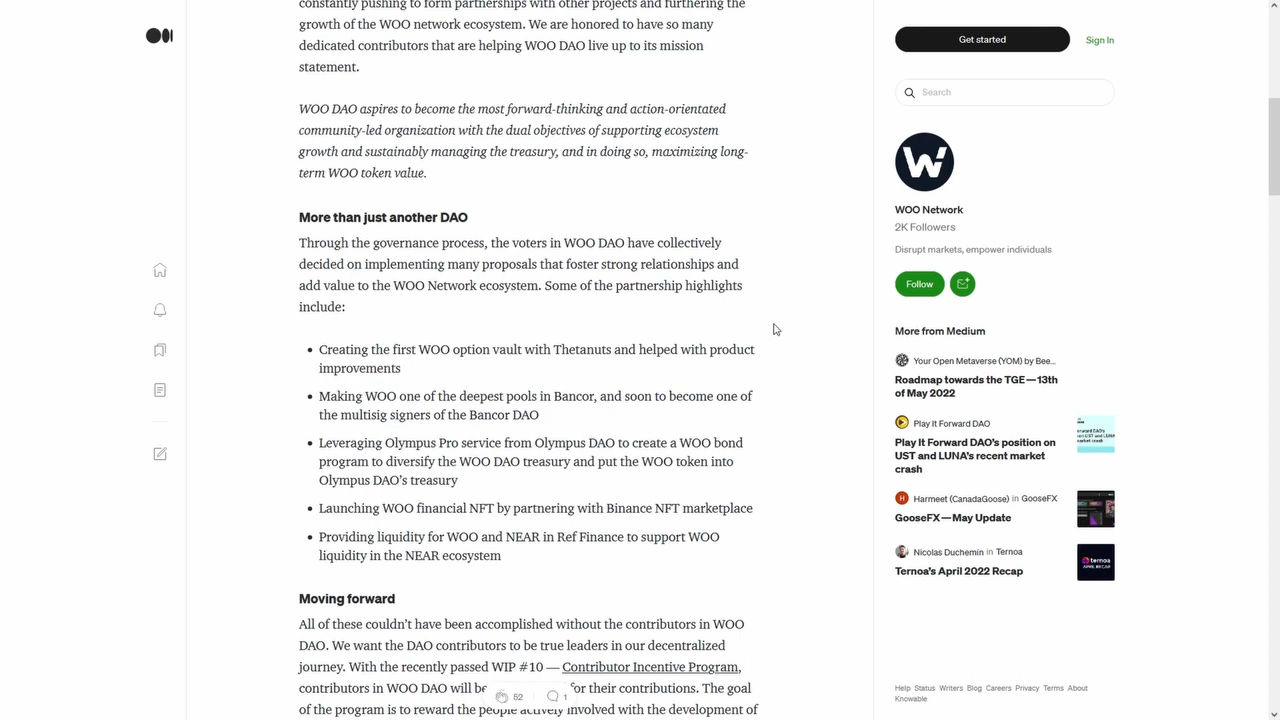 constantly pushing to form partnerships with other projects and furthering the
growth of the WOO network ecosystem. We are honored to have so many
dedicated contributors that are helping WOO DAO live up to its mission
statement.
WOO DAO aspires to become the most forward-thinking and action-orientated
community-led organization with the dual objectives of supporting ecosystem
growth and sustainably managing the treasury, and in doing so, maximizing long-
term WOO token value.
More than just another DAO
Through the governance process, the voters in WOO DAO have collectively
decided on implementing many proposals that foster strong relationships and
add value to the WOO Network ecosystem. Some of the partnership highlights
include:
• Creating the first WOO option vault with Thetanuts and helped with product
improvements
• Making WOO one of the deepest pools in Bancor, and soon to become one of
the multisig signers of the Bancor DAO
• Leveraging Olympus Pro service from Olympus DAO to create a WOO bond
program to diversify the WOO DAO treasury and put the WOO token into
Olympus DAO's treasury
• Launching WOO financial NFT by partnering with Binance NFT marketplace
• Providing liquidity for WOO and NEAR in Ref Finance to support WOO
liquidity in the NEAR ecosystem
Moving forward
All of these couldn't have been accomplished without the contributors in WOO
DAO. We want the DAO contributors to be true leaders in our decentralized
journey. With the recently passed WIP #10 — Contributor Incentive Program,
contributors in WOO DAO will be for their contributions. The goal
of the program is to reward the people actively involved with the development of
52
1
Get started
Sign In
Search
WOO Network
2K Followers
Disrupt markets, empower individuals
Follow
More from Medium
Your Open Metaverse (YOM) by Bee...
Roadmap towards the TGE — 13th
of May 2022
Play It Forward DAO
Play It Forward DAO's position on
UST and LUNA's recent market
crash
Harmeet (CanadaGoose) in GooseFX
GooseFX — May Update
Nicolas Duchemin in Ternoa
Ternoa's April 2022 Recap
Help Status Writers Blog Careers Privacy Terms About
Knowable